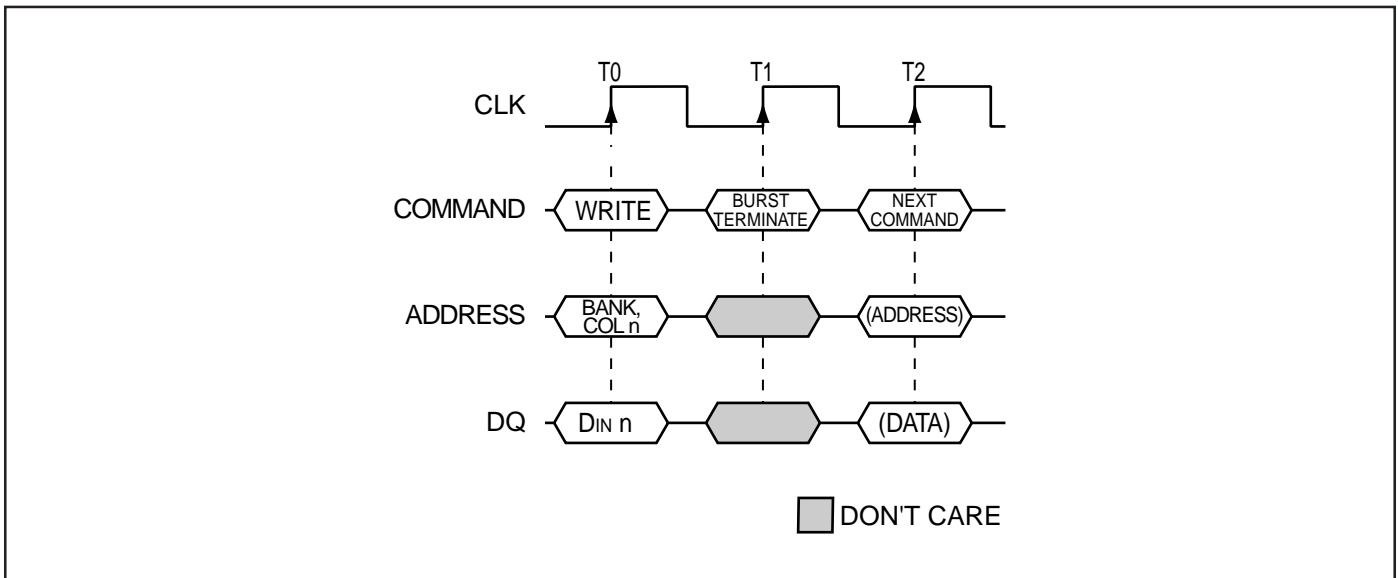 T0 T1 T2
CLK
COMMAND WRITE BURST TERMINATE NEXT COMMAND
ADDRESS BANK, COL n (ADDRESS)
DQ DIN n (DATA)
DON'T CARE